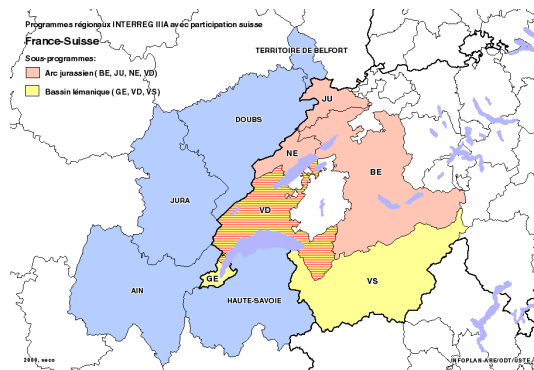 Programmes régionaux INTERREG IIIA avec participation suisse
France-Suisse
Sous-programmes:
Arc jurassien ( BE, JU, NE, VD)
Bassin lémanique (GE, VD, VS)
TERRITOIRE DE BELFORT
JU
DOUBS
NE
BE
JURA
VD
GE
VS
AIN
HAUTE-SAVOIE
2000, seco
INFOPLAN-ARE/ODT/USTE